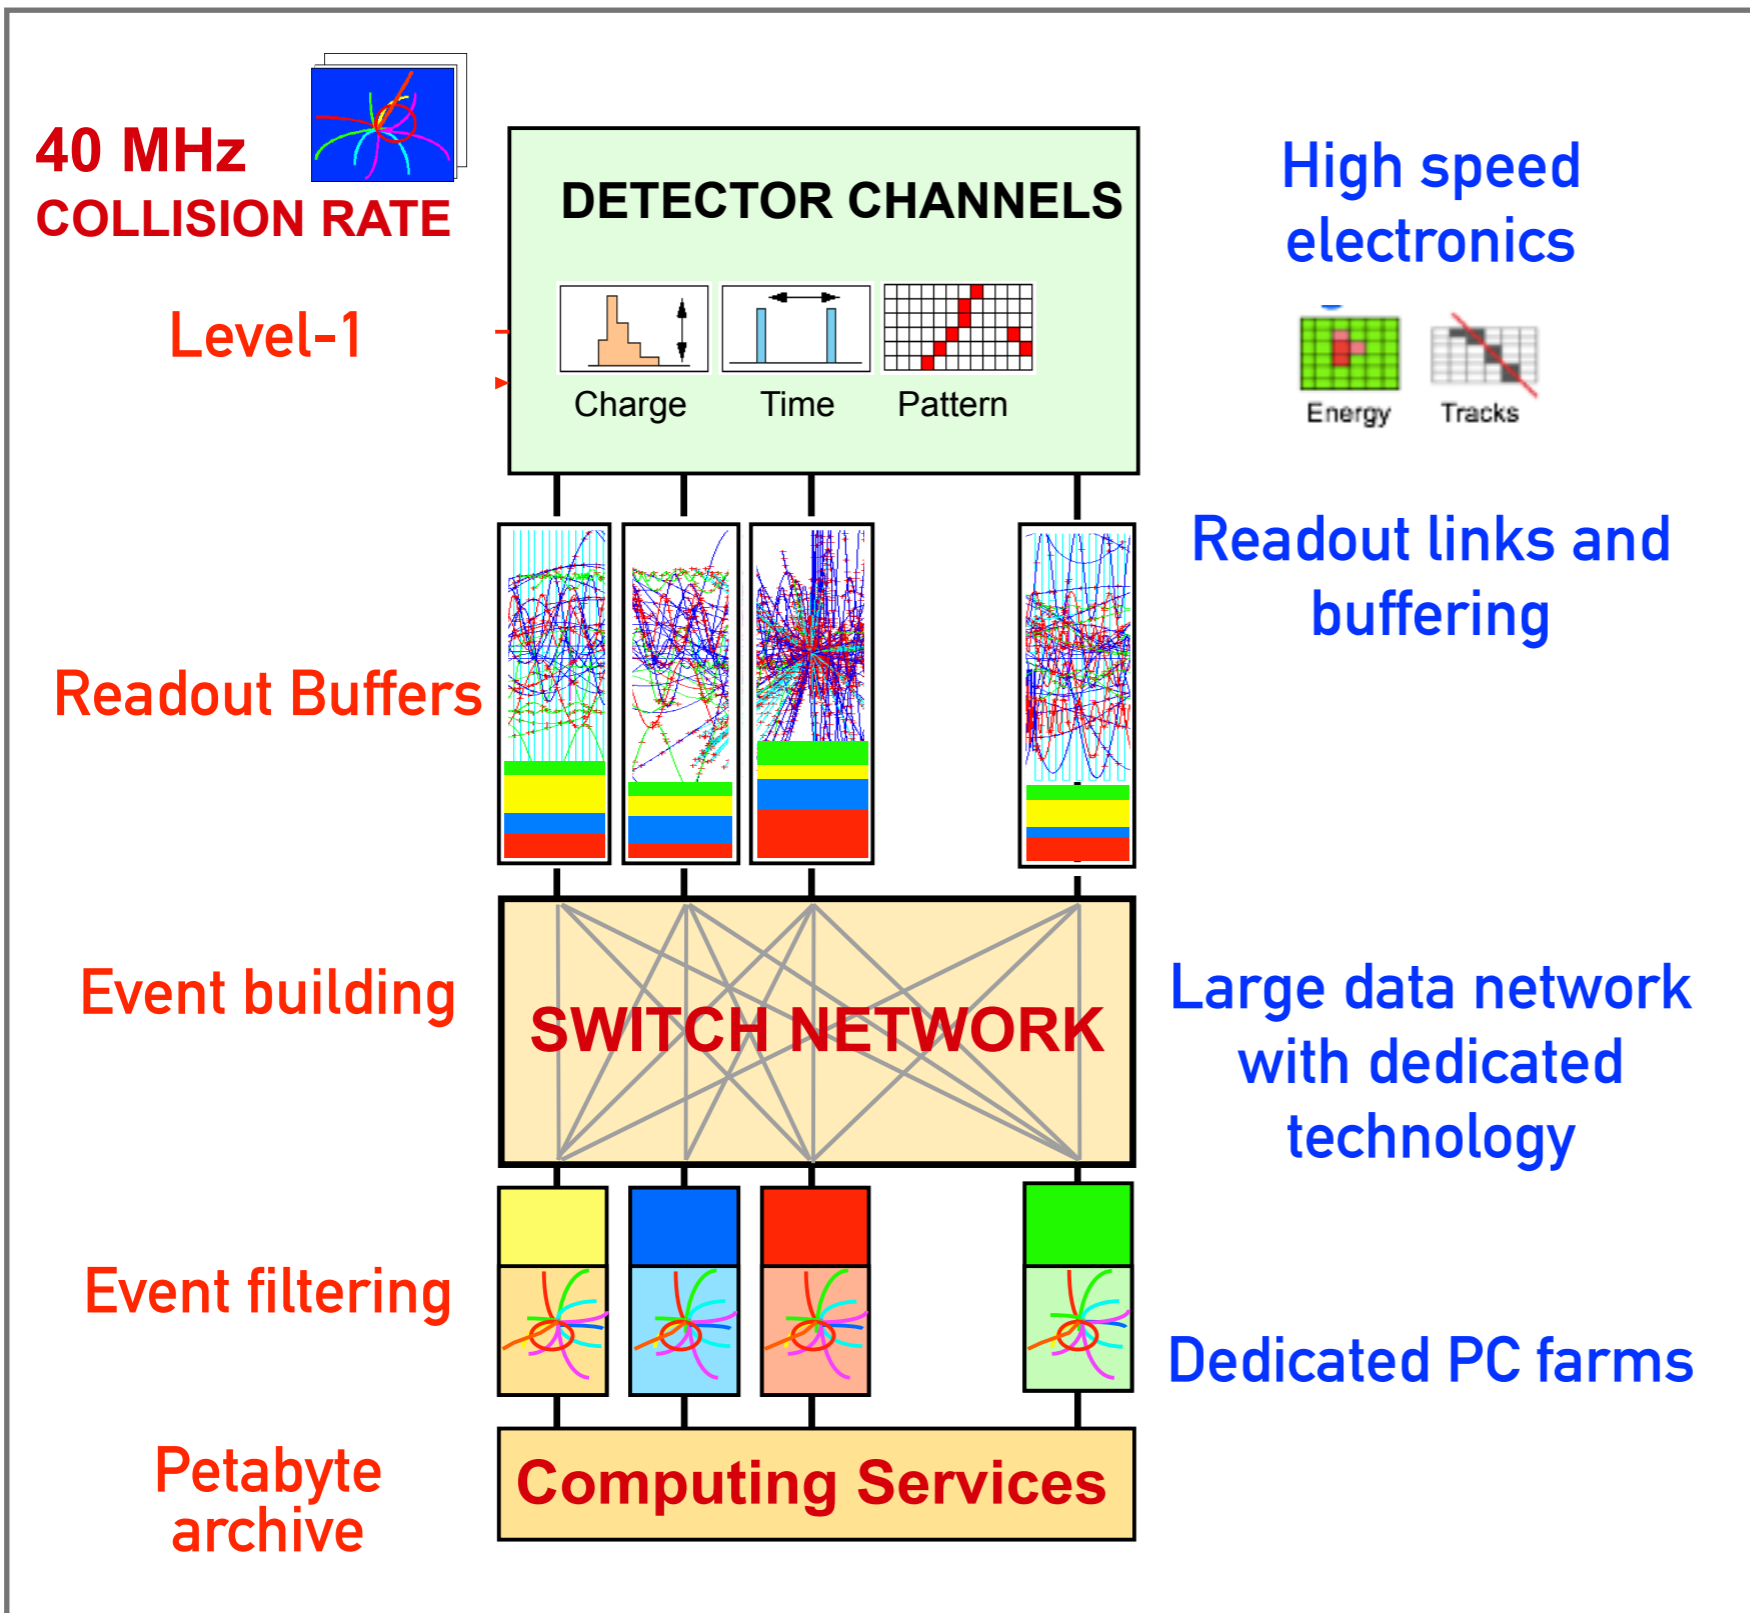 40 MHz
COLLISION RATE
DETECTOR CHANNELS
High speed
electronics
Level-1
Charge
Time
Pattern
Energy
Tracks
Readout links and
buffering
Readout Buffers
Event building
SWITCH NETWORK
Large data network
with dedicated
technology
Event filtering
Dedicated PC farms
Petabyte
archive
Computing Services